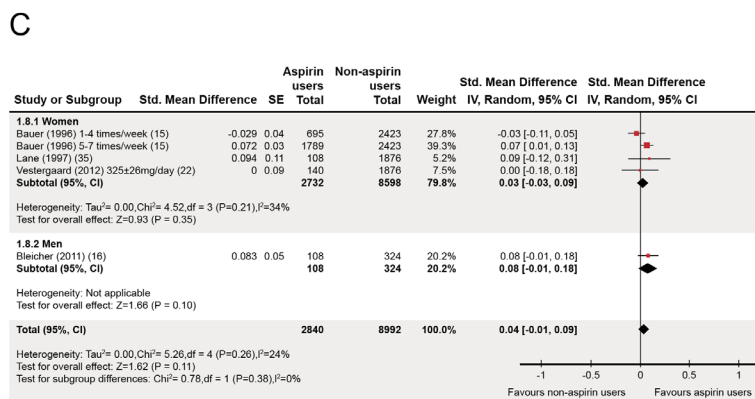 C
Aspirin Non-aspirin
users users Std. Mean Difference Std. Mean Difference
Study or Subgroup Std. Mean Difference SE Total Total Weight IV, Random, 95% CI IV, Random, 95% CI
1.8.1 Women
Bauer (1996) 1-4 times/week (15) -0.029 0.04 695 2423 27.8% -0.03 [-0.11, 0.05]
Bauer (1996) 5-7 times/week (15) 0.072 0.03 1789 2423 39.3% 0.07 [ 0.01, 0.13]
Lane (1997) (35) 0.094 0.11 108 1876 5.2% 0.09 [-0.12, 0.31]
Vestergaard (2012) 325±26mg/day (22) 0 0.09 140 1876 7.5% 0.00 [-0.18, 0.18]
Subtotal (95%, CI) 2732 8598 79.8% 0.03 [-0.03, 0.09]
Heterogeneity: Tau²= 0.00,Chi²= 4.52,df = 3 (P=0.21),I²=34%
Test for overall effect: Z=0.93 (P = 0.35)
1.8.2 Men
Bleicher (2011) (16) 0.083 0.05 108 324 20.2% 0.08 [-0.01, 0.18]
Subtotal (95%, CI) 108 324 20.2% 0.08 [-0.01, 0.18]
Heterogeneity: Not applicable
Test for overall effect: Z=1.66 (P = 0.10)
Total (95%, CI) 2840 8992 100.0% 0.04 [-0.01, 0.09]
Heterogeneity: Tau²= 0.00,Chi²= 5.26,df = 4 (P=0.26),I²=24%
Test for overall effect: Z=1.62 (P = 0.11)
Test for subgroup differences: Chi²= 0.78,df = 1 (P=0.38),I²=0%
-1 -0.5 0 0.5 1
Favours non-aspirin users Favours aspirin users